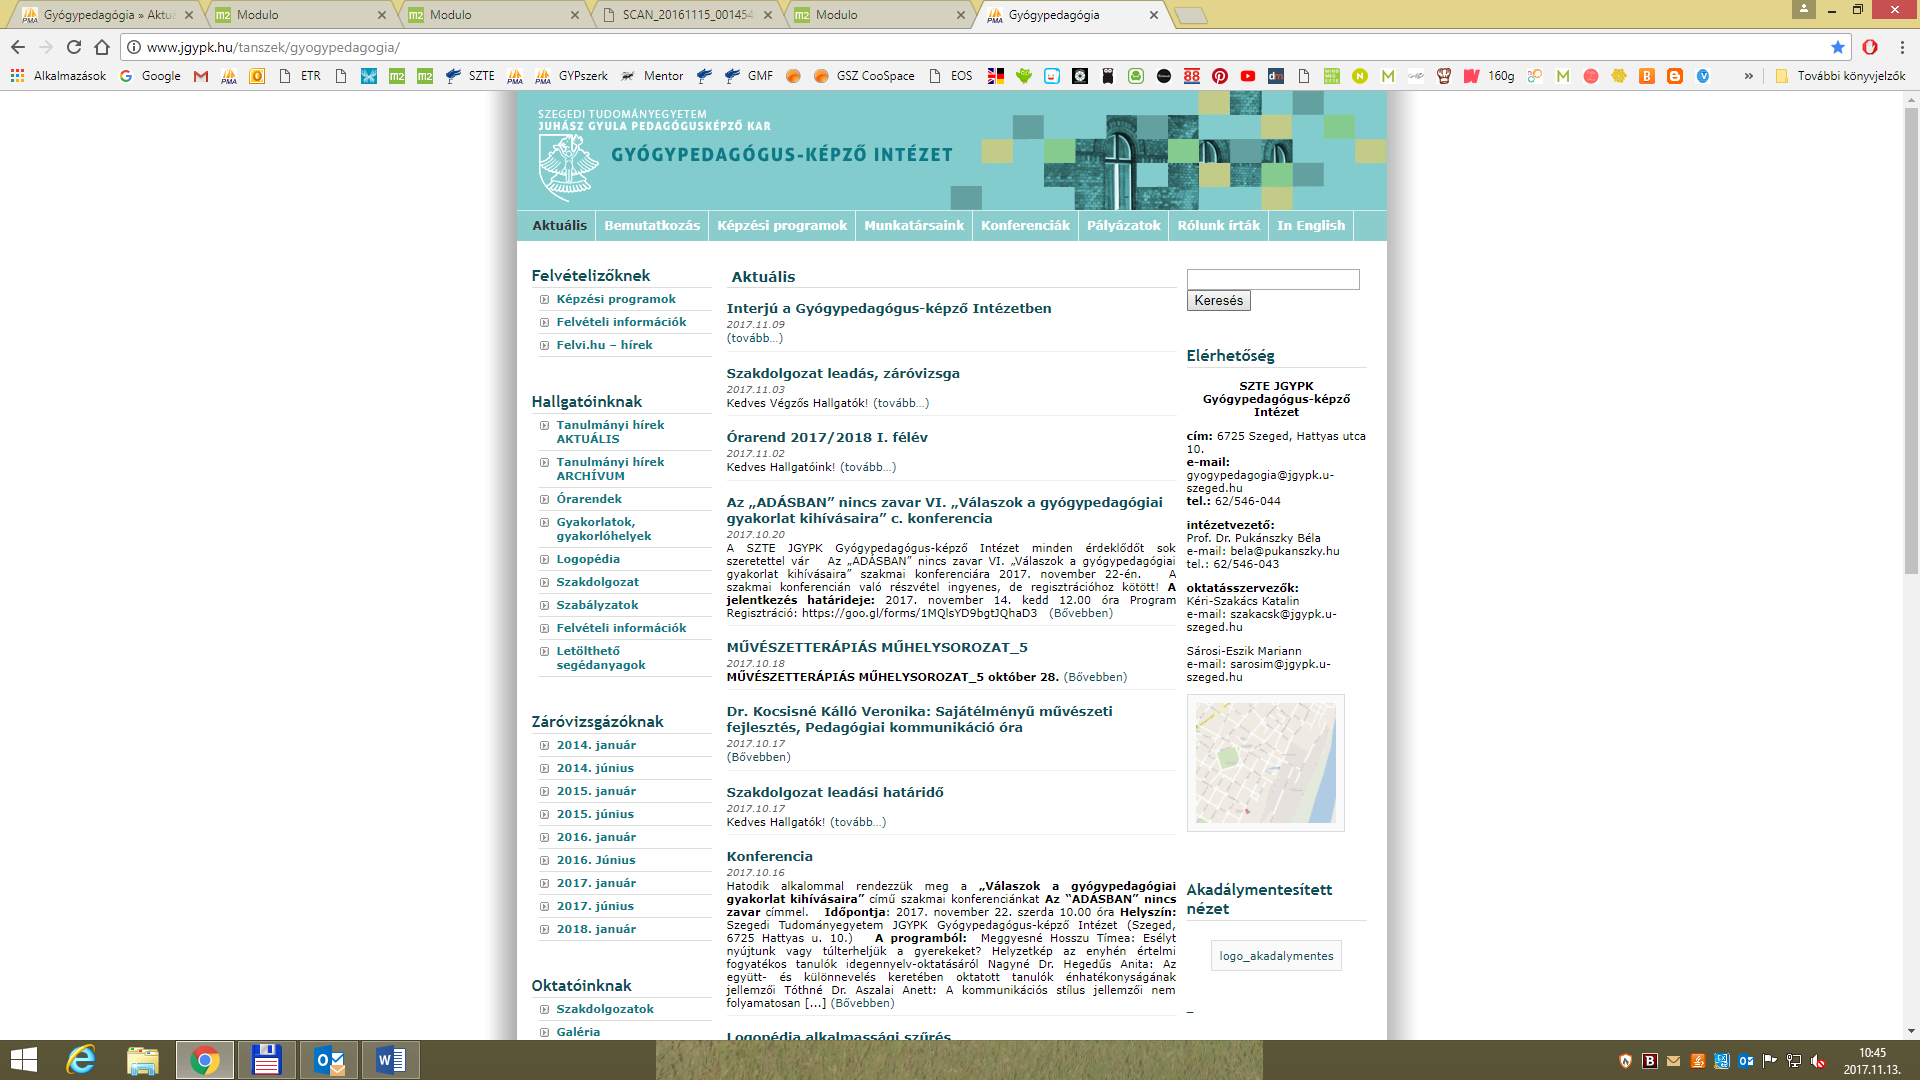 Gyógypedagógia » Aktu
Modulo
Modulo
SCAN_20161115_001454
Modulo
Gyógypedagógia
www.jgypk.hu/tanszek/gyogypedagogia/
Alkalmazások
Google
ETR
SZTE
GYPszerk
Mentor
GMF
GSZ CooSpace
EOS
160g
További könyvjelzők
SZEGEDI TUDOMÁNYEGYETEM
JUHÁSZ GYULA PEDAGÓGUSKÉPZŐ KAR
GYÓGYPEDAGÓGUS-KÉPZŐ INTÉZET
Aktuális
Bemutatkozás
Képzési programok
Munkatársaink
Konferenciák
Pályázatok
Rólunk írták
In English
Felvételizőknek
Képzési programok
Felvételi információk
Felvi.hu – hírek
Hallgatóinknak
Tanulmányi hírek
AKTUÁLIS
Tanulmányi hírek
ARCHÍVUM
Órarendek
Gyakorlatok,
gyakorlóhelyek
Logopédia
Szakdolgozat
Szabályzatok
Felvételi információk
Letölthető
segédanyagok
Záróvizsgázóknak
2014. január
2014. június
2015. január
2015. június
2016. január
2016. Június
2017. január
2017. június
2018. január
Oktatóinknak
Szakdolgozatok
Galéria
Aktuális
Interjú a Gyógypedagógus-képző Intézetben
2017.11.09
(tovább…)
Szakdolgozat leadás, záróvizsga
2017.11.03
Kedves Végzős Hallgatók! (tovább…)
Órarend 2017/2018 I. félév
2017.11.02
Kedves Hallgatóink! (tovább…)
Az „ADÁSBAN” nincs zavar VI. „Válaszok a gyógypedagógiai
gyakorlat kihívásaira” c. konferencia
2017.10.20
A SZTE JGYPK Gyógypedagógus-képző Intézet minden érdeklődőt sok
szeretettel vár Az „ADÁSBAN” nincs zavar VI. „Válaszok a gyógypedagógiai
gyakorlat kihívásaira” szakmai konferenciára 2017. november 22-én. A
szakmai konferencián való részvétel ingyenes, de regisztrációhoz kötött! A
jelentkezés határideje: 2017. november 14. kedd 12.00 óra Program
Regisztráció: https://goo.gl/forms/1MQlsYD9bgtJQhaD3 (Bővebben)
MŰVÉSZETTERÁPIÁS MŰHELYSOROZAT_5
2017.10.18
MŰVÉSZETTERÁPIÁS MŰHELYSOROZAT_5 október 28. (Bővebben)
Dr. Kocsisné Kálló Veronika: Sajátélményű művészeti
fejlesztés, Pedagógiai kommunikáció óra
2017.10.17
(Bővebben)
Szakdolgozat leadási határidő
2017.10.17
Kedves Hallgatók! (tovább…)
Konferencia
2017.10.16
Hatodik alkalommal rendezzük meg a „Válaszok a gyógypedagógiai
gyakorlat kihívásaira” című szakmai konferenciánkat Az “ADÁSBAN” nincs
zavar címmel. Időpontja: 2017. november 22. szerda 10.00 óra Helyszín:
Szegedi Tudományegyetem JGYPK Gyógypedagógus-képző Intézet (Szeged,
6725 Hattyas u. 10.) A programból: Meggyesné Hosszu Tímea: Esélyt
nyújtunk vagy túlterheljük a gyerekeket? Helyzetkép az enyhén értelmi
fogyatékos tanulók idegennyelv-oktatásáról Nagyné Dr. Hegedűs Anita: Az
együtt- és különnevelés keretében oktatott tanulók énhatékonyságának
jellemzői Tóthné Dr. Aszalai Anett: A kommunikációs stílus jellemzői nem
folyamatosan […] (Bővebben)
Logopédia alkalmassági szűrés
Keresés
Elérhetőség
SZTE JGYPK
Gyógypedagógus-képző
Intézet
cím: 6725 Szeged, Hattyas utca
10.
e-mail:
gyogypedagogia@jgypk.u-
szeged.hu
tel.: 62/546-044
intézetvezető:
Prof. Dr. Pukánszky Béla
e-mail: bela@pukanszky.hu
tel.: 62/546-043
oktatásszervezők:
Kéri-Szakács Katalin
e-mail: szakacsk@jgypk.u-
szeged.hu
Sárosi-Eszik Mariann
e-mail: sarosim@jgypk.u-
szeged.hu
Akadálymentesített
nézet
logo_akadalymentes
10:45
2017.11.13.